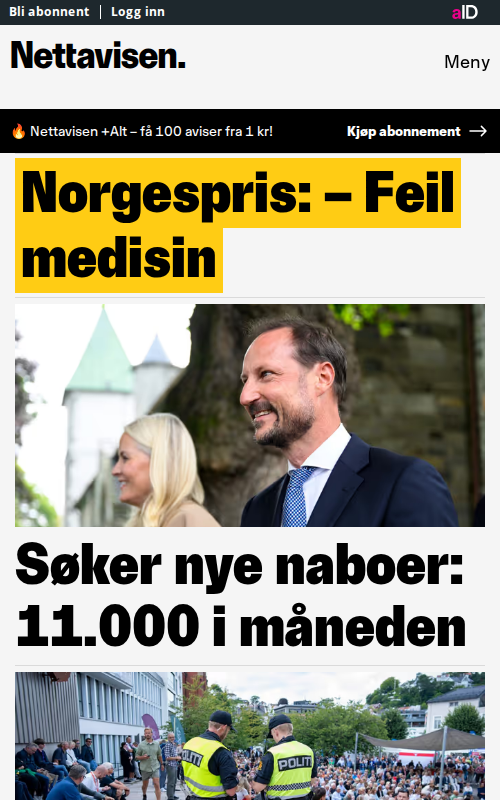 Bli abonnent | Logg inn
aID
Nettavisen.
Meny
🔥 Nettavisen +Alt – få 100 aviser fra 1 kr!
Kjøp abonnement →
Norgespris: – Feil
medisin
Søker nye naboer:
11.000 i måneden
POLITI
POLITI